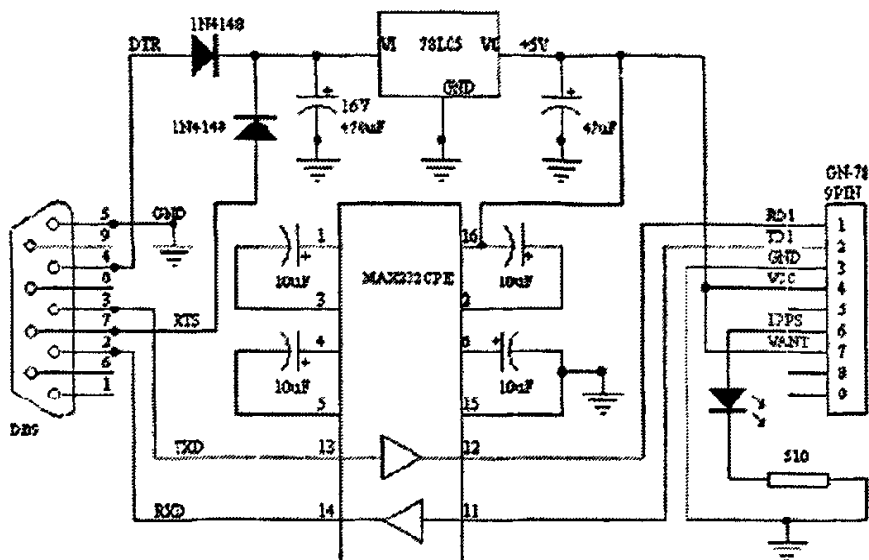 1N4148
DTR
VI
78L05
+5V
GND
+
16V
470uF
+
47uF
1N4148
GN-78
9PIN
5
9
4
8
3
7
2
6
1
DB9
GND
RTS
TXD
RXD
MAX232CPE
1
3
4
5
13
14
16
2
6
15
12
11
+
10uF
+
10uF
+
10uF
+
10uF
RD1
TD1
GND
VCC
1PPS
VANT
1
2
3
4
5
6
7
8
9
510